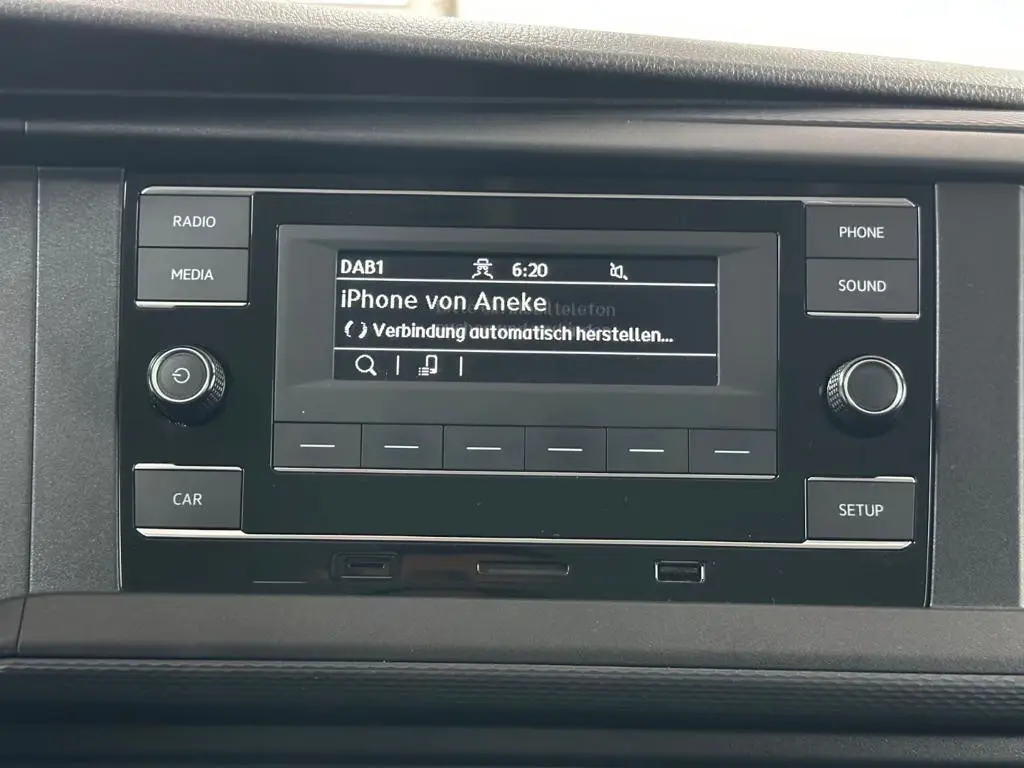 RADIO
MEDIA
PHONE
SOUND
DAB1 6:20
iPhone von Aneke
Verbindung automatisch herstellen...
CAR
SETUP